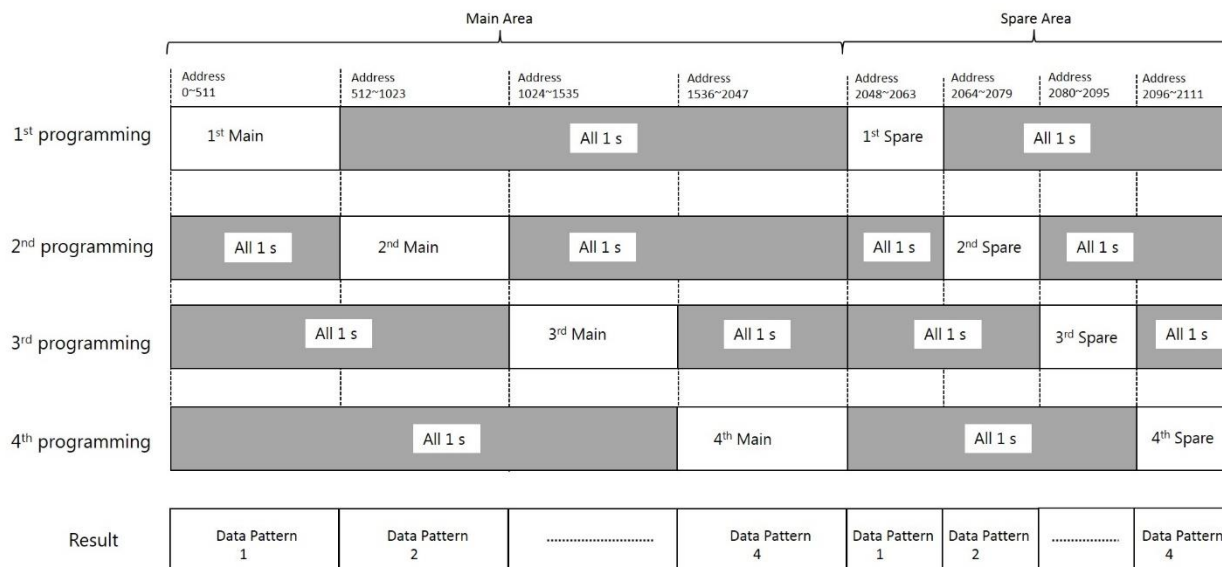 Main Area
Spare Area
Address
0~511
Address
512~1023
Address
1024~1535
Address
1536~2047
Address
2048~2063
Address
2064~2079
Address
2080~2095
Address
2096~2111
1st programming
1st Main
All 1 s
1st Spare
All 1 s
2nd programming
All 1 s
2nd Main
All 1 s
All 1 s
2nd Spare
All 1 s
3rd programming
All 1 s
3rd Main
All 1 s
All 1 s
3rd Spare
All 1 s
4th programming
All 1 s
4th Main
All 1 s
4th Spare
Result
Data Pattern
1
Data Pattern
2
............................
Data Pattern
4
Data Pattern
1
Data Pattern
2
...................
Data Pattern
4